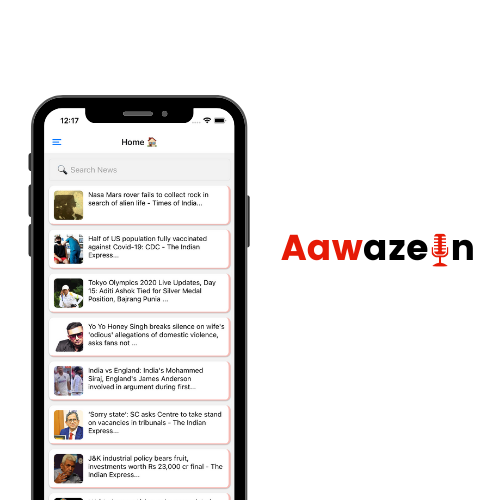 12:17
Home
Search News
Nasa Mars rover fails to collect rock in
search of alien life - Times of India...
Half of US population fully vaccinated
against Covid-19: CDC - The Indian
Express...
Tokyo Olympics 2020 Live Updates, Day
15: Aditi Ashok Tied for Silver Medal
Position, Bajrang Punia ...
Yo Yo Honey Singh breaks silence on wife's
'odious' allegations of domestic violence,
asks fans not ...
India vs England: India's Mohammed
Siraj, England's James Anderson
involved in argument during first...
'Sorry state': SC asks Centre to take stand
on vacancies in tribunals - The Indian
Express...
J&K industrial policy bears fruit,
investments worth Rs 23,000 cr final - The
Indian Express...
Aawazein